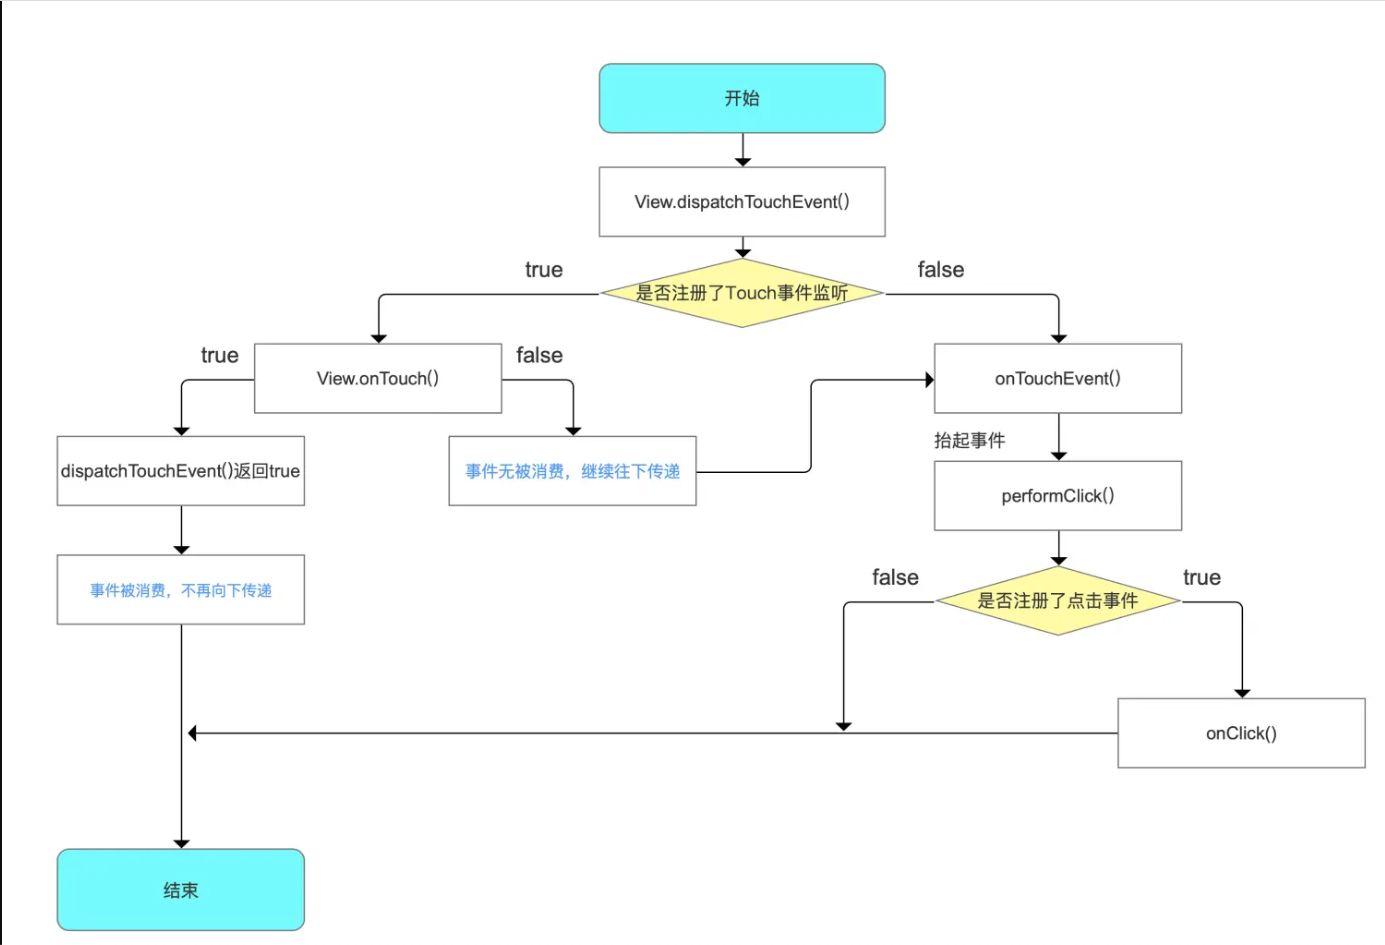 开始
View.dispatchTouchEvent()
true
false
是否注册了Touch事件监听
true
false
View.onTouch()
onTouchEvent()
抬起事件
dispatchTouchEvent()返回true
事件无被消费，继续往下传递
performClick()
事件被消费，不再向下传递
false
true
是否注册了点击事件
onClick()
结束